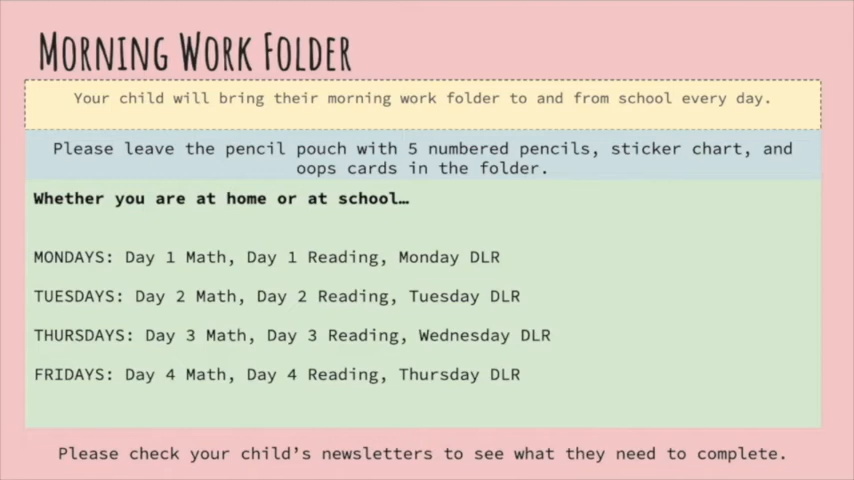 MORNING WORK FOLDER
Your child will bring their morning work folder to and from school every day.
Please leave the pencil pouch with 5 numbered pencils, sticker chart, and
oops cards in the folder.
Whether you are at home or at school…
MONDAYS: Day 1 Math, Day 1 Reading, Monday DLR
TUESDAYS: Day 2 Math, Day 2 Reading, Tuesday DLR
THURSDAYS: Day 3 Math, Day 3 Reading, Wednesday DLR
FRIDAYS: Day 4 Math, Day 4 Reading, Thursday DLR
Please check your child’s newsletters to see what they need to complete.